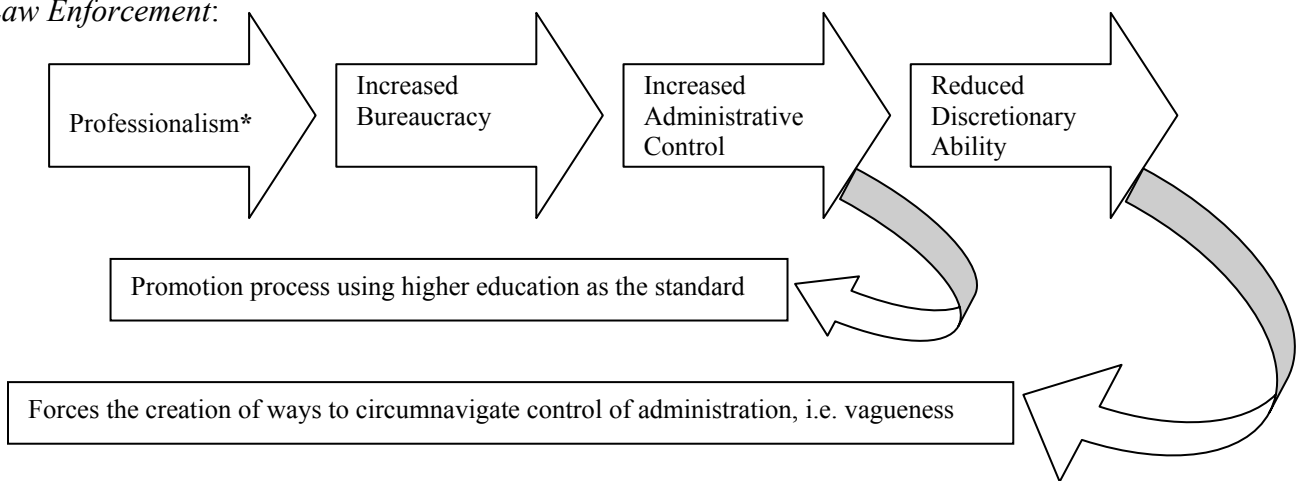 aw Enforcement:
Professionalism*
Increased
Bureaucracy
Increased
Administrative
Control
Reduced
Discretionary
Ability
Promotion process using higher education as the standard
Forces the creation of ways to circumnavigate control of administration, i.e. vagueness